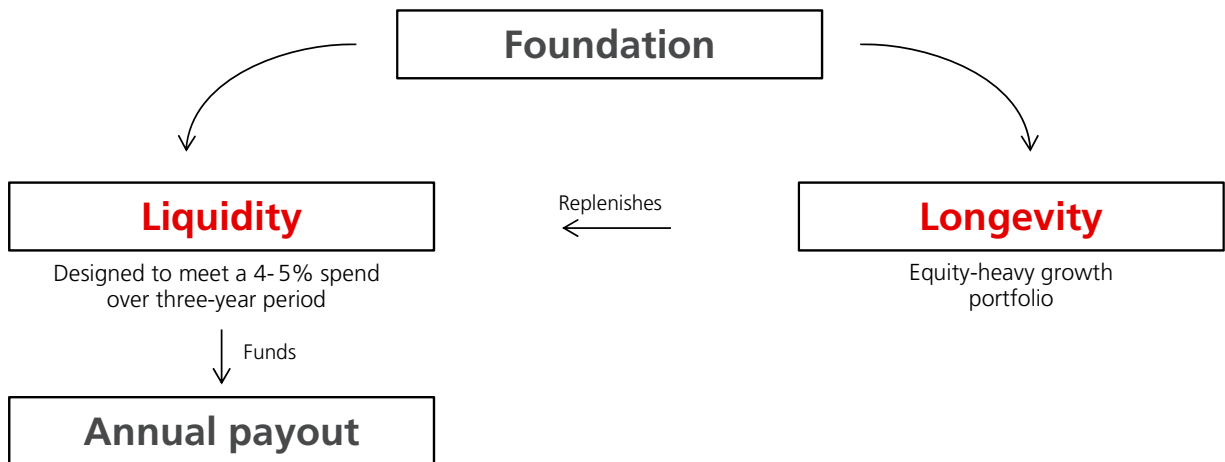 Foundation
Liquidity
Replenishes
Longevity
Designed to meet a 4-5% spend
over three-year period
Equity-heavy growth
portfolio
Funds
Annual payout